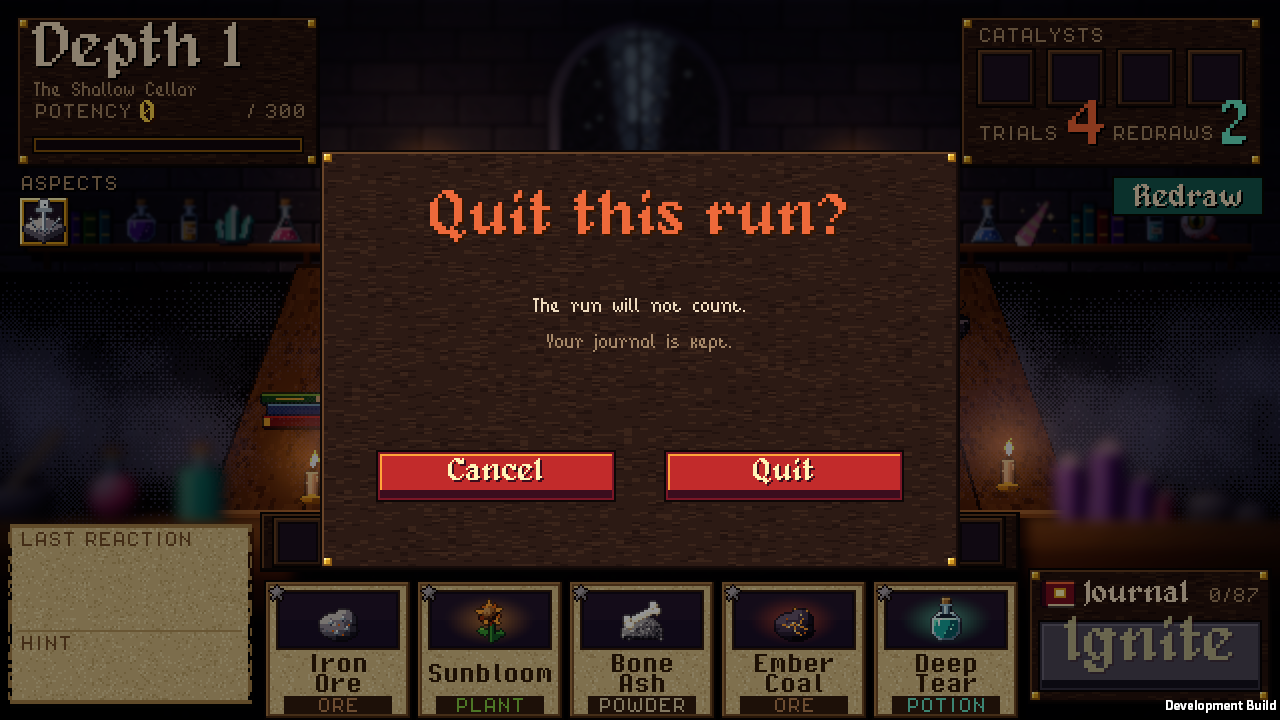 Depth 1
The Shallow Cellar
POTENCY 0 / 300
ASPECTS
CATALYSTS
TRIALS 4 REDRAWS 2
Redraw
Quit this run?
The run will not count.
Your journal is kept.
Cancel
Quit
LAST REACTION
HINT
Iron
Ore
ORE
Sunbloom
PLANT
Bone
Ash
POWDER
Ember
Coal
ORE
Deep
Tear
POTION
Journal 0/87
Ignite
Development Build